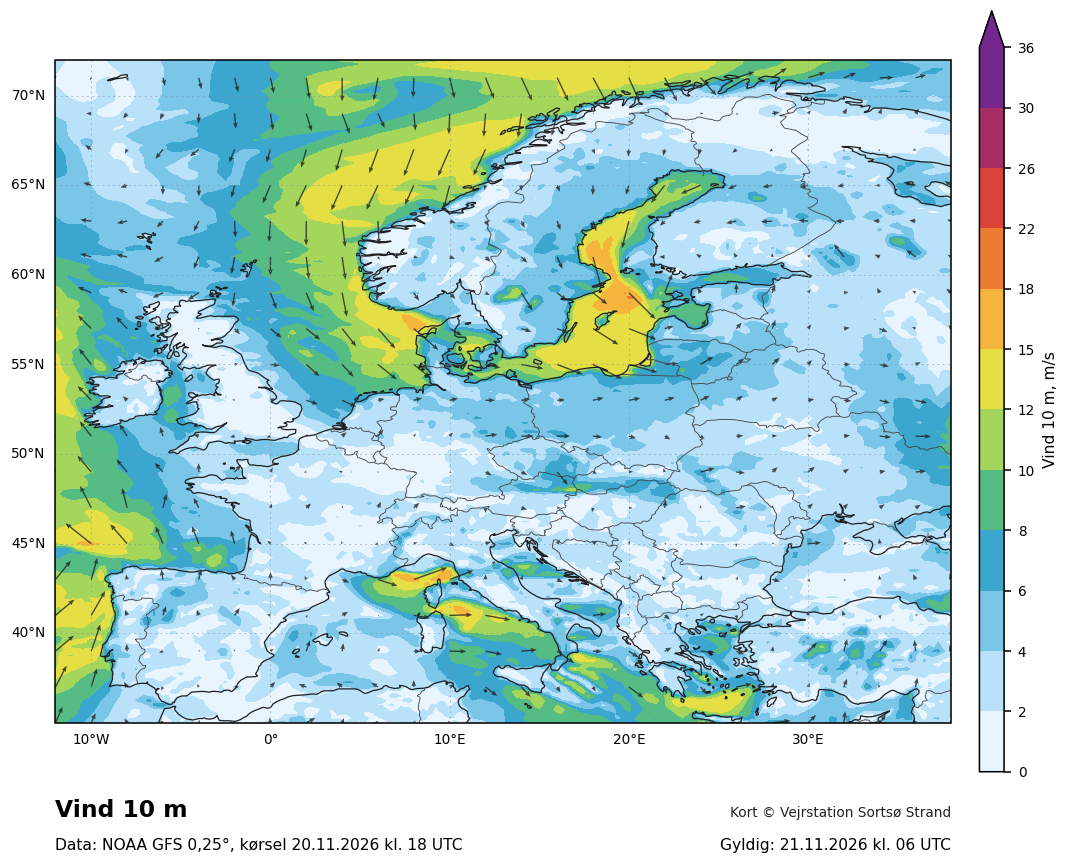 36
30
26
22
18
15
12
10
8
6
4
2
0
Vind 10 m, m/s
70°N
65°N
60°N
55°N
50°N
45°N
40°N
10°W
0°
10°E
20°E
30°E
Vind 10 m
Kort © Vejrstation Sortsø Strand
Data: NOAA GFS 0,25°, kørsel 20.11.2026 kl. 18 UTC
Gyldig: 21.11.2026 kl. 06 UTC